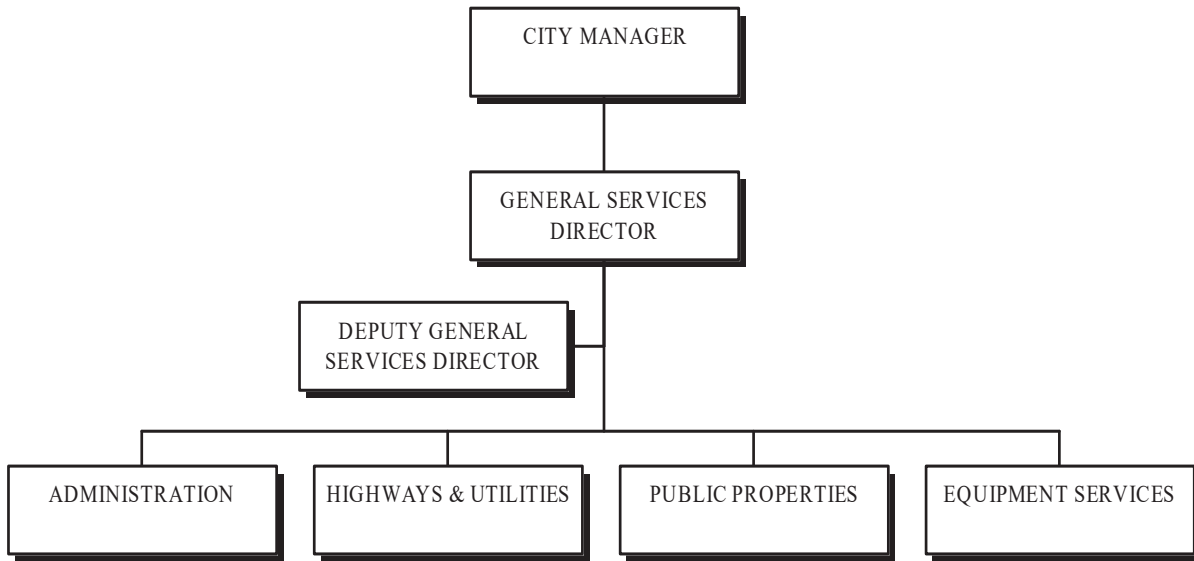 CITY MANAGER
GENERAL SERVICES
DIRECTOR
DEPUTY GENERAL
SERVICES DIRECTOR
ADMINISTRATION
HIGHWAYS & UTILITIES
PUBLIC PROPERTIES
EQUIPMENT SERVICES